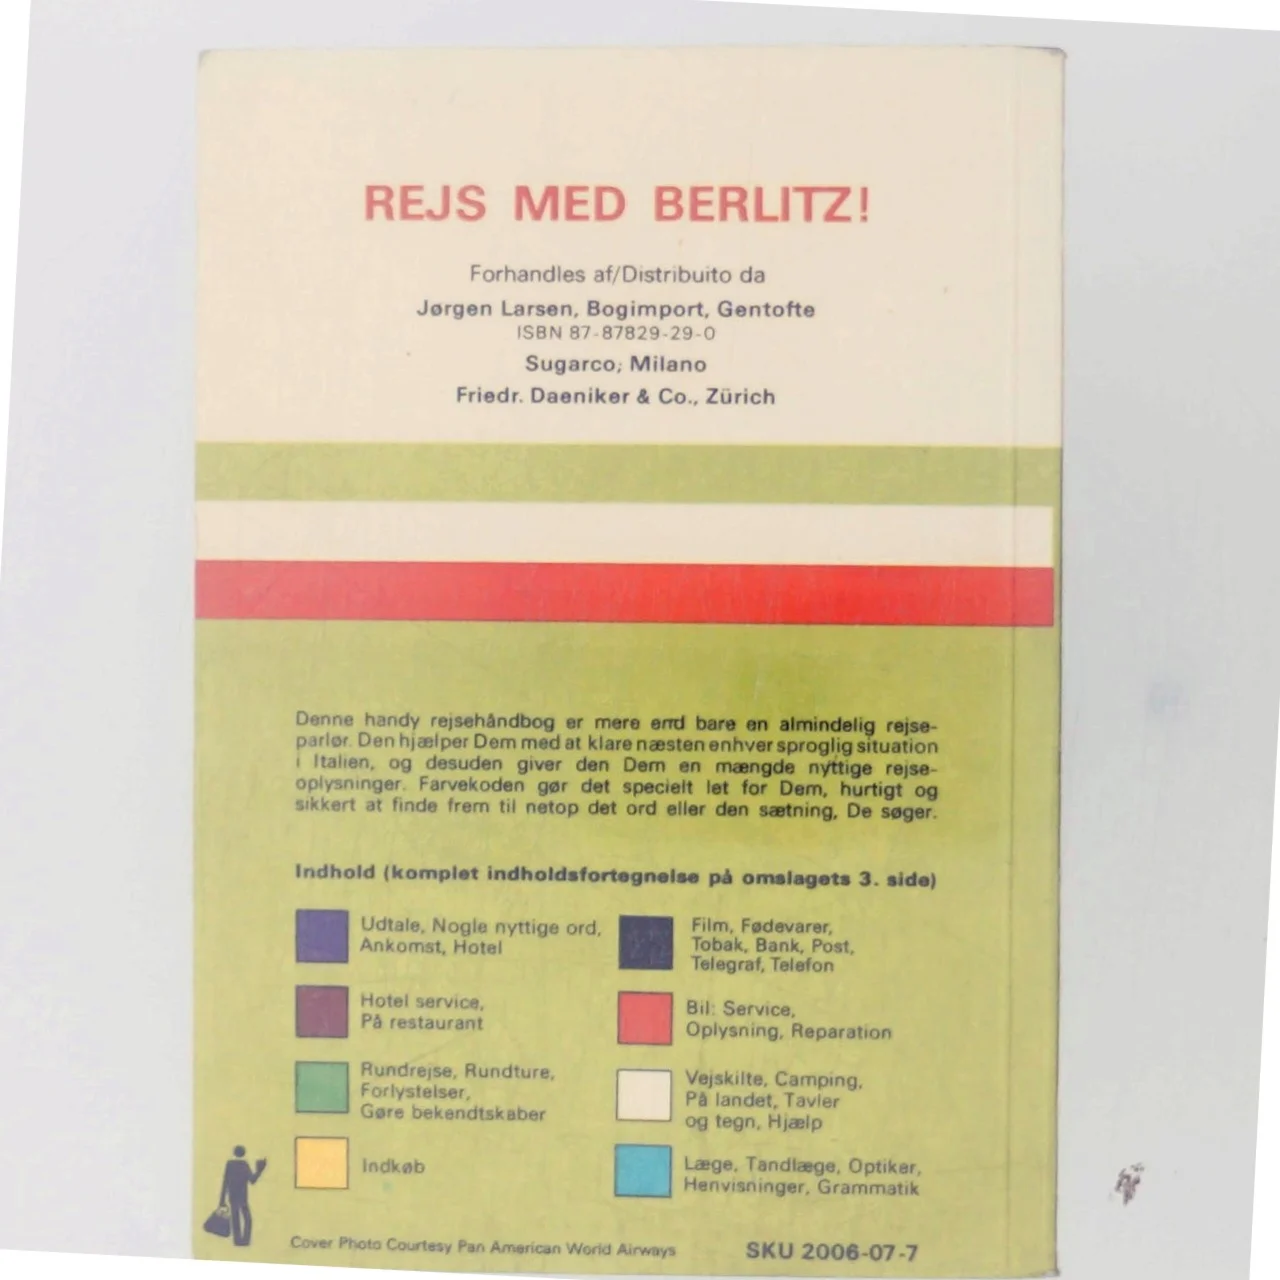 REJS MED BERLITZ!
Forhandles af/Distribuito da
Jørgen Larsen, Bogimport, Gentofte
ISBN 87-87829-29-0
Sugarco, Milano
Friedr. Daeniker & Co., Zürich
Denne handy rejsehåndbog er mere end bare en almindelig rejse-
parlør. Den hjælper Dem med at klare næsten enhver sproglig situation
i Italien, og desuden giver den Dem en mængde nyttige rejse-
oplysninger. Farvekoden gør det specielt let for Dem, hurtigt og
sikkert at finde frem til netop det ord eller den sætning, De søger.
Indhold (komplet indholdsfortegnelse på omslagets 3. side)
Udtale, Nogle nyttige ord,
Ankomst, Hotel
Hotel service,
På restaurant
Rundrejse, Rundture,
Forlystelser,
Gøre bekendtskaber
Indkøb
Film, Fødevarer,
Tobak, Bank, Post,
Telegraf, Telefon
Bil: Service,
Oplysning, Reparation
Vejskilte, Camping,
På landet, Tavler
og tegn, Hjælp
Læge, Tandlæge, Optiker,
Henvisninger, Grammatik
Cover Photo Courtesy Pan American World Airways
SKU 2006-07-7